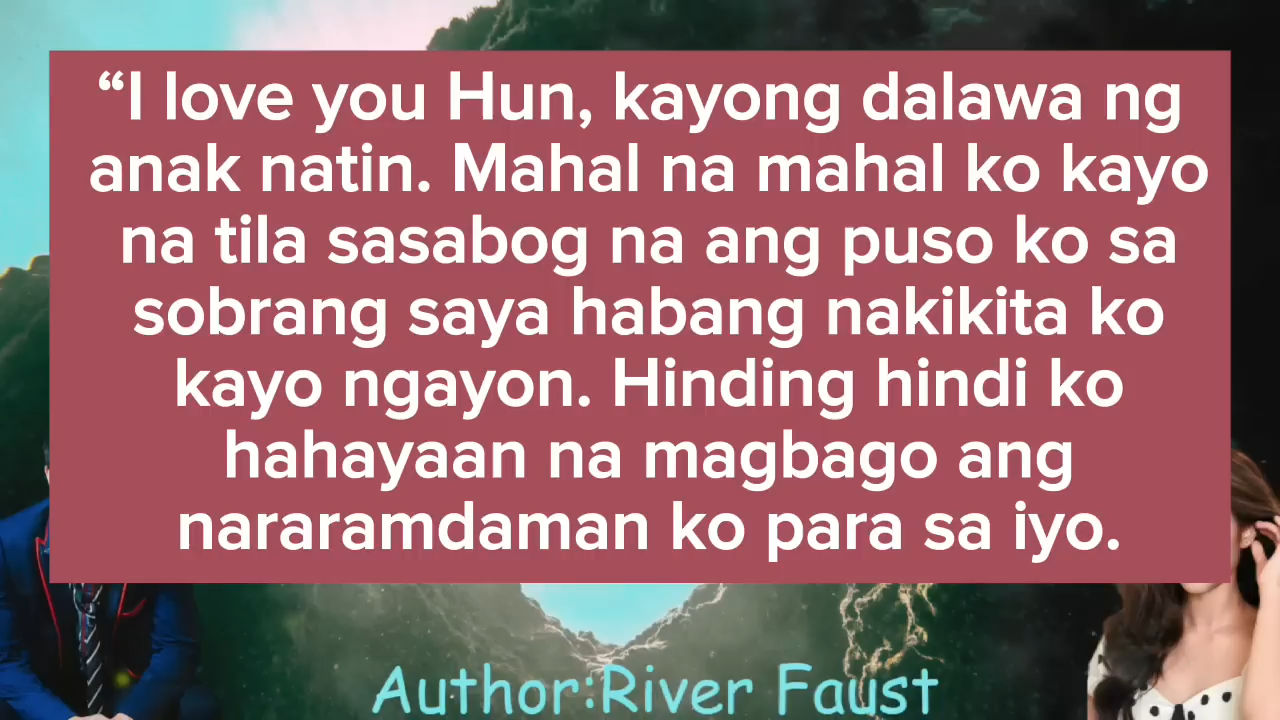 “I love you Hun, kayong dalawa ng
anak natin. Mahal na mahal ko kayo
na tila sasabog na ang puso ko sa
sobrang saya habang nakikita ko
kayo ngayon. Hinding hindi ko
hahayaan na magbago ang
nararamdaman ko para sa iyo.
Author:River Faust